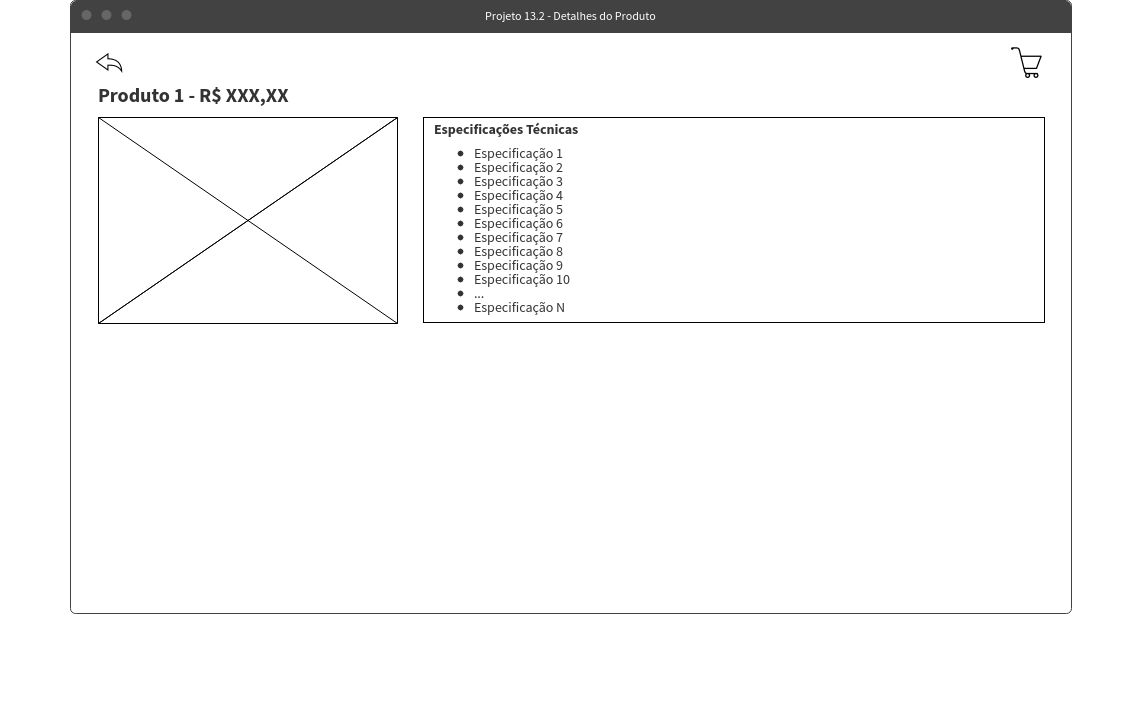 Projeto 13.2 - Detalhes do Produto
Produto 1 - R$ XXX,XX
Especificações Técnicas
Especificação 1
Especificação 2
Especificação 3
Especificação 4
Especificação 5
Especificação 6
Especificação 7
Especificação 8
Especificação 9
Especificação 10
...
Especificação N